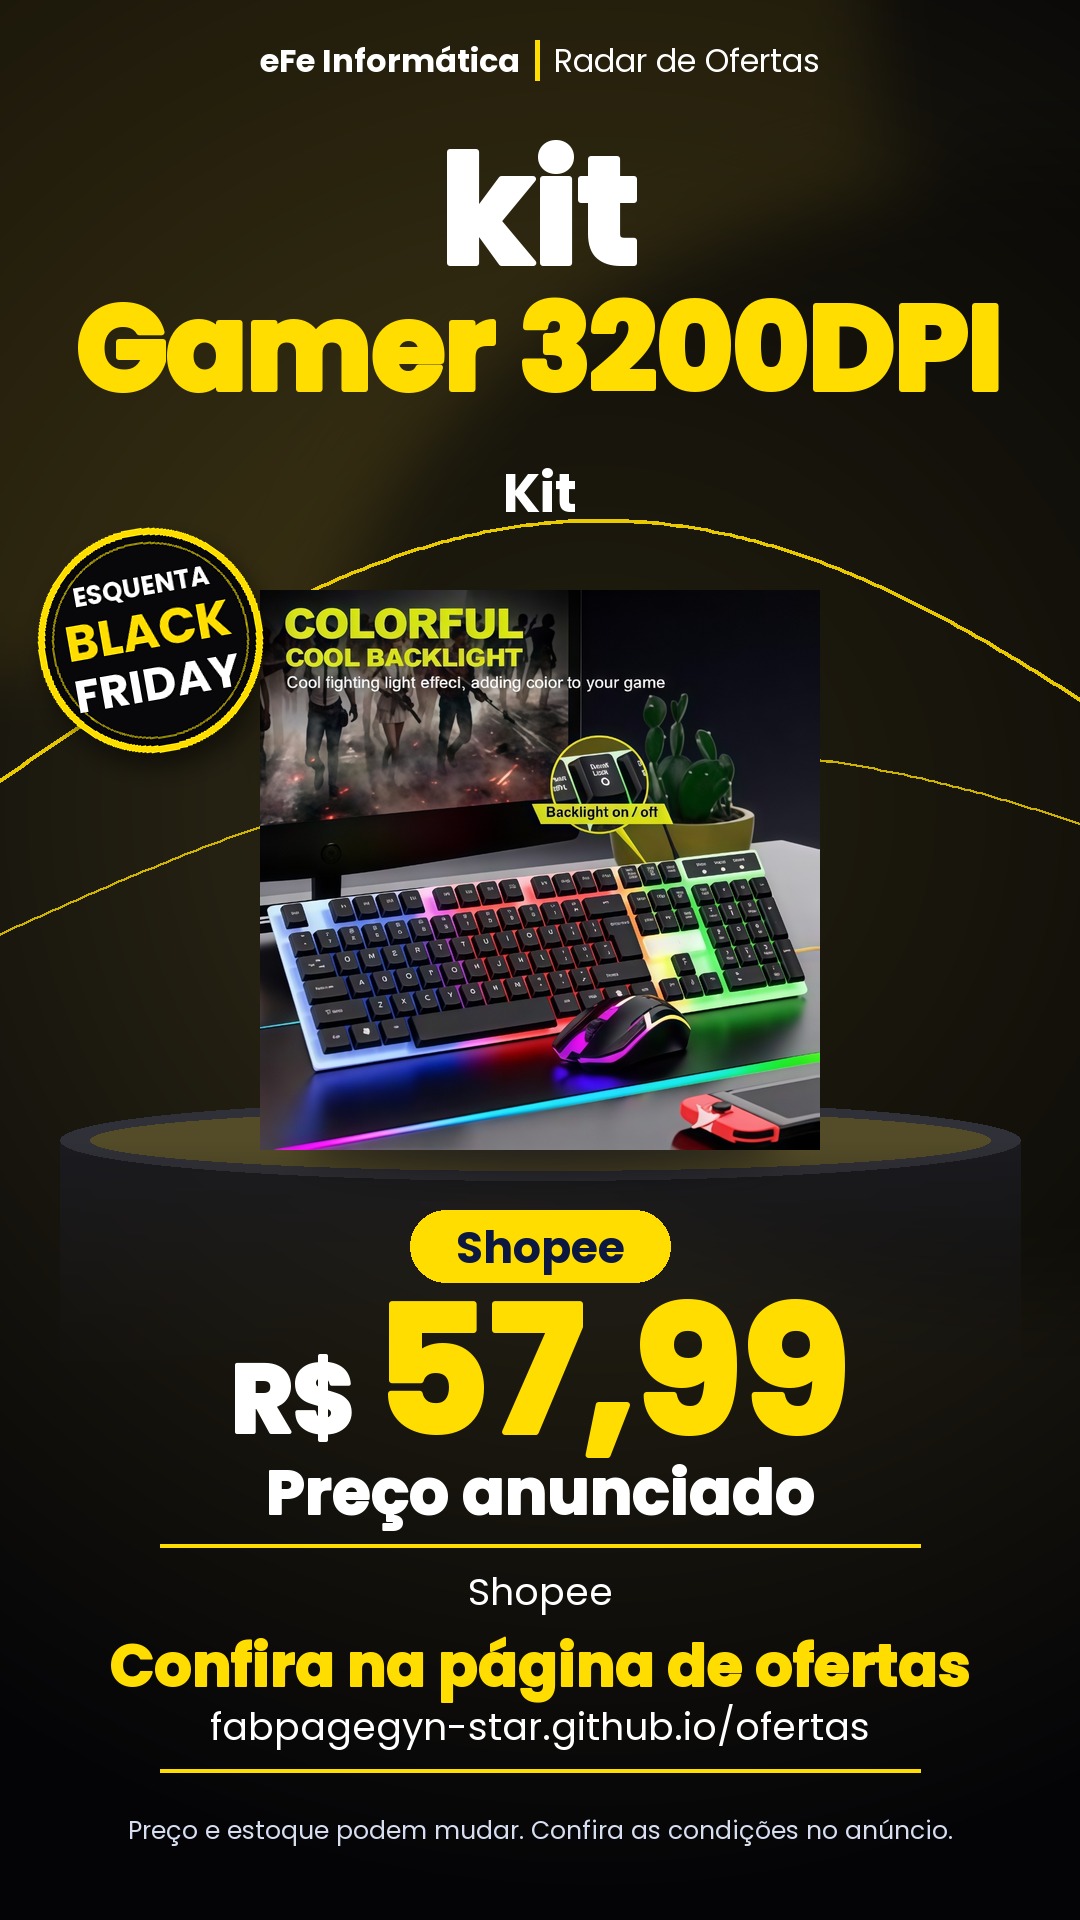 eFe Informática | Radar de Ofertas
kit
Gamer 3200DPI
Kit
ESQUENTA
BLACK
FRIDAY
COLORFUL
COOL BACKLIGHT
Cool fighting light effect, adding color to your game
Backlight on / off
Shopee
R$ 57,99
Preço anunciado
Shopee
Confira na página de ofertas
fabpagegyn-star.github.io/ofertas
Preço e estoque podem mudar. Confira as condições no anúncio.